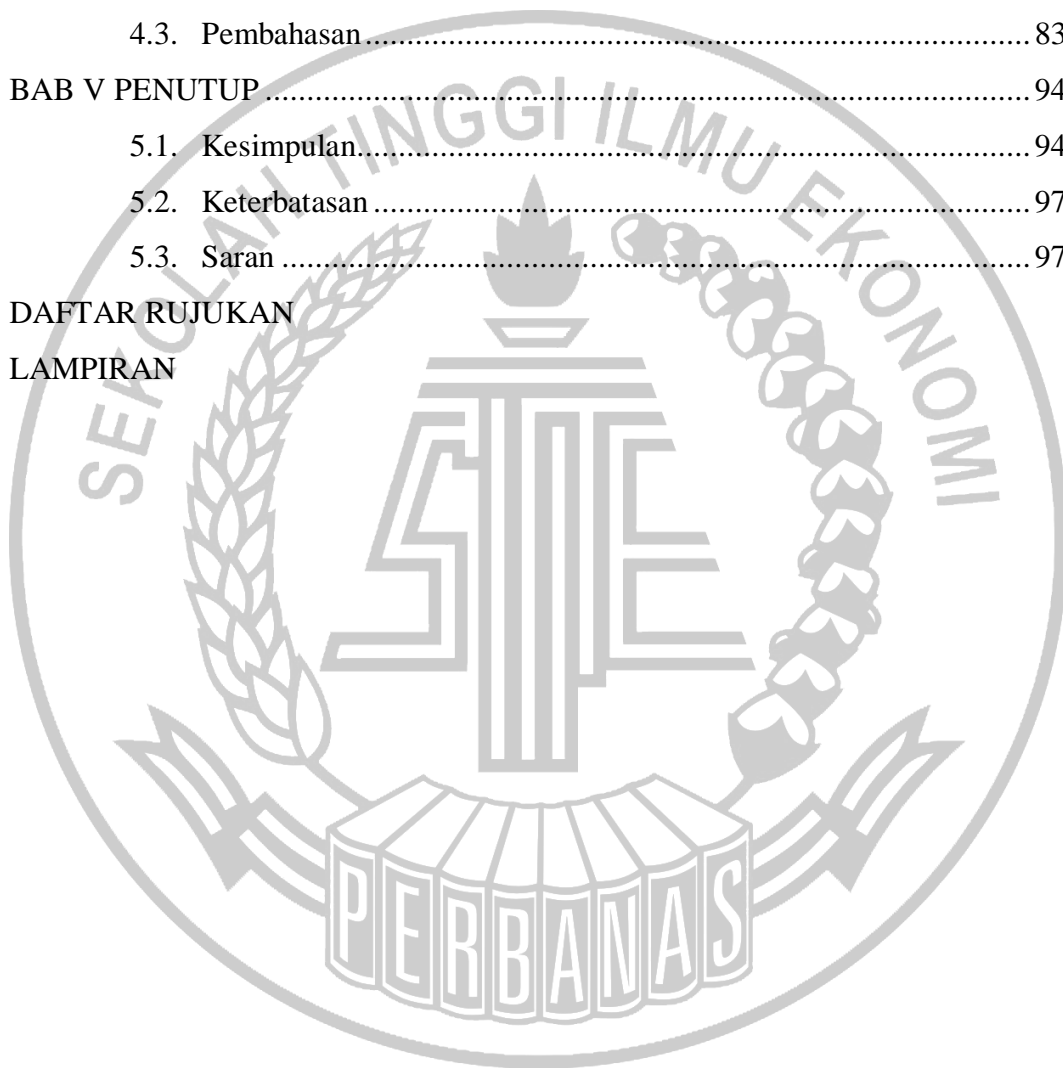 4.3. Pembahasan........................................................................................ 83
BAB V PENUTUP .................................................................................................... 94
5.1. Kesimpulan........................................................................................ 94
5.2. Keterbatasan ...................................................................................... 97
5.3. Saran .................................................................................................. 97
DAFTAR RUJUKAN
LAMPIRAN
SEKOLAH TINGGI ILMU EKONOMI
STIE
PERBANAS